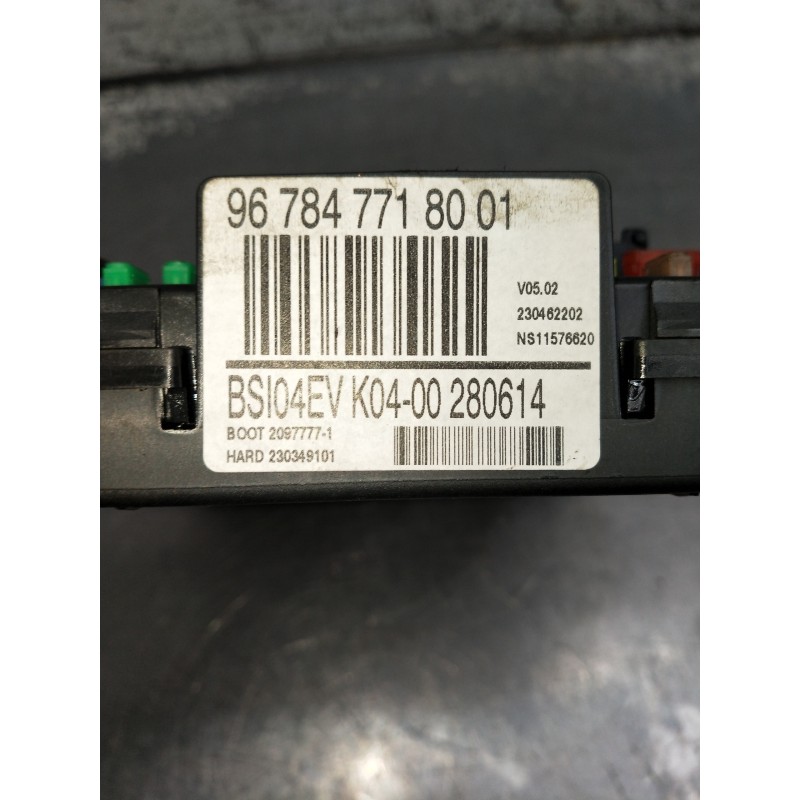 96 784 771 80 01
V05.02
230462202
NS11576620
BSI04EV K04-00 280614
BOOT 2097777-1
HARD 230349101